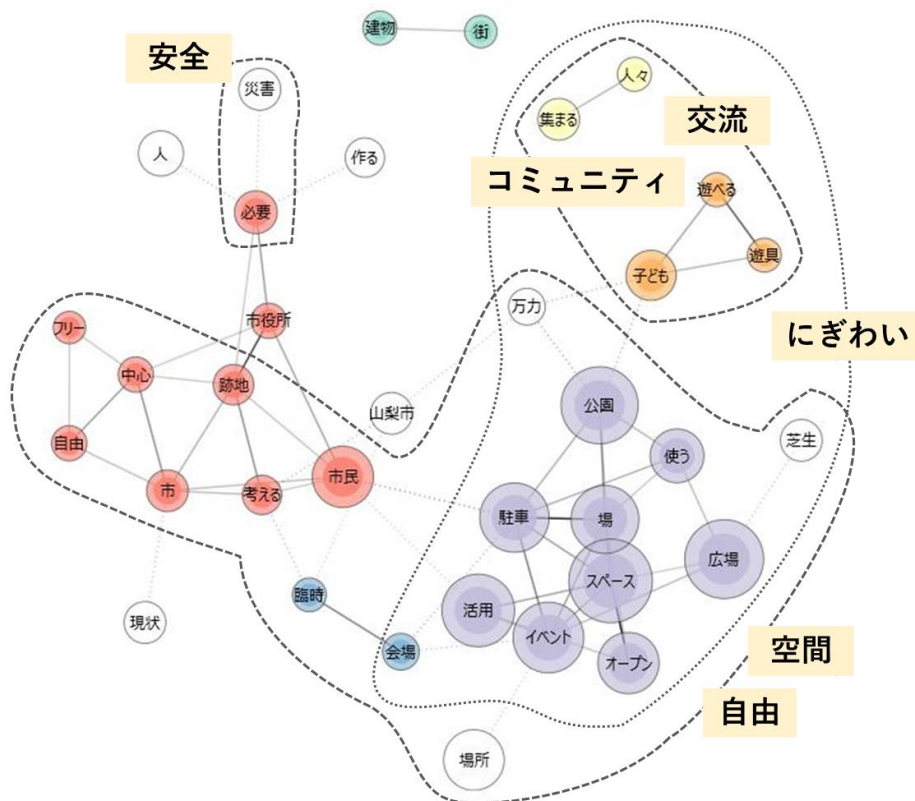 建物
街
安全
災害
人々
集まる
交流
人
作る
コミュニティ
遊べる
必要
遊具
子ども
万力
フリー
市役所
にぎわい
中心
跡地
公園
山梨市
芝生
自由
使う
市民
市
考える
駐車
場
広場
スペース
臨時
活用
現状
イベント
会場
オープン
空間
自由
場所